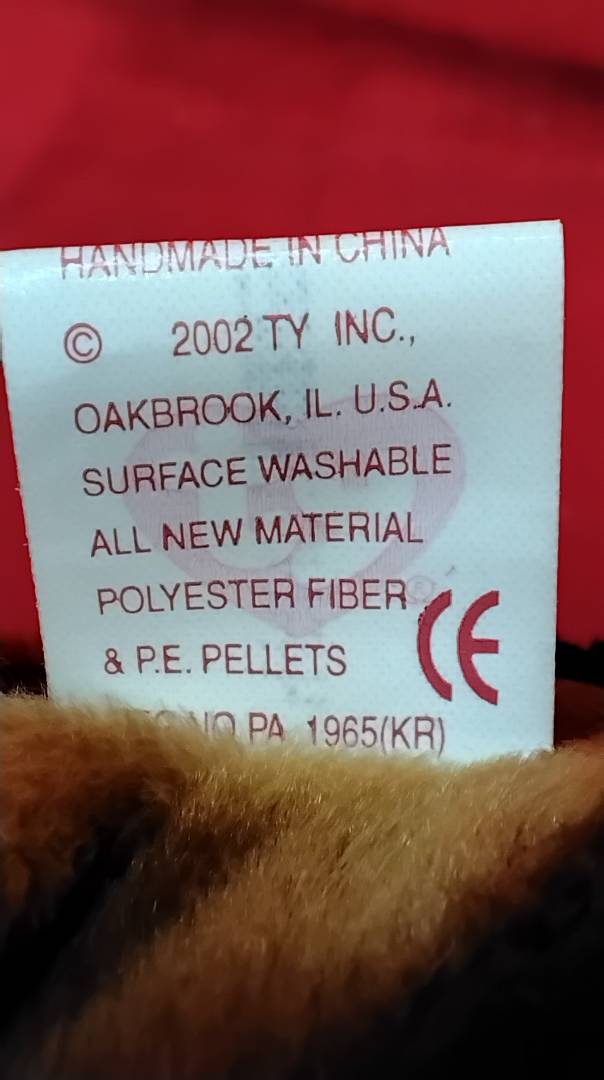 HANDMADE IN CHINA
© 2002 TY INC.,
OAKBROOK, IL. U.S.A.
SURFACE WASHABLE
ALL NEW MATERIAL
POLYESTER FIBER
& P.E. PELLETS
CE
NO PA 1965(KR)